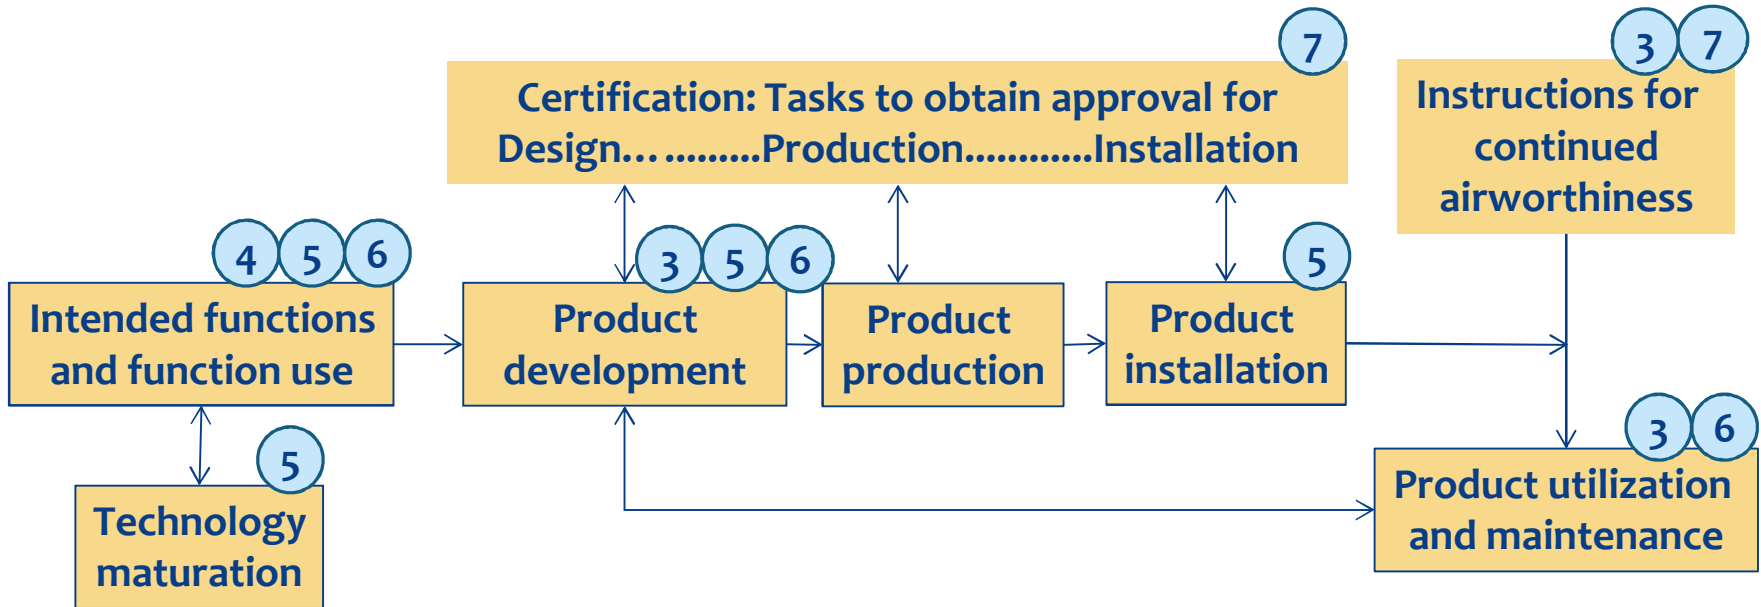 7
Certification: Tasks to obtain approval for
Design... .........Production............Installation
3 7
Instructions for
continued
airworthiness
4 5 6
Intended functions
and function use
3 5 6
Product
development
Product
production
5
Product
installation
5
Technology
maturation
3 6
Product utilization
and maintenance